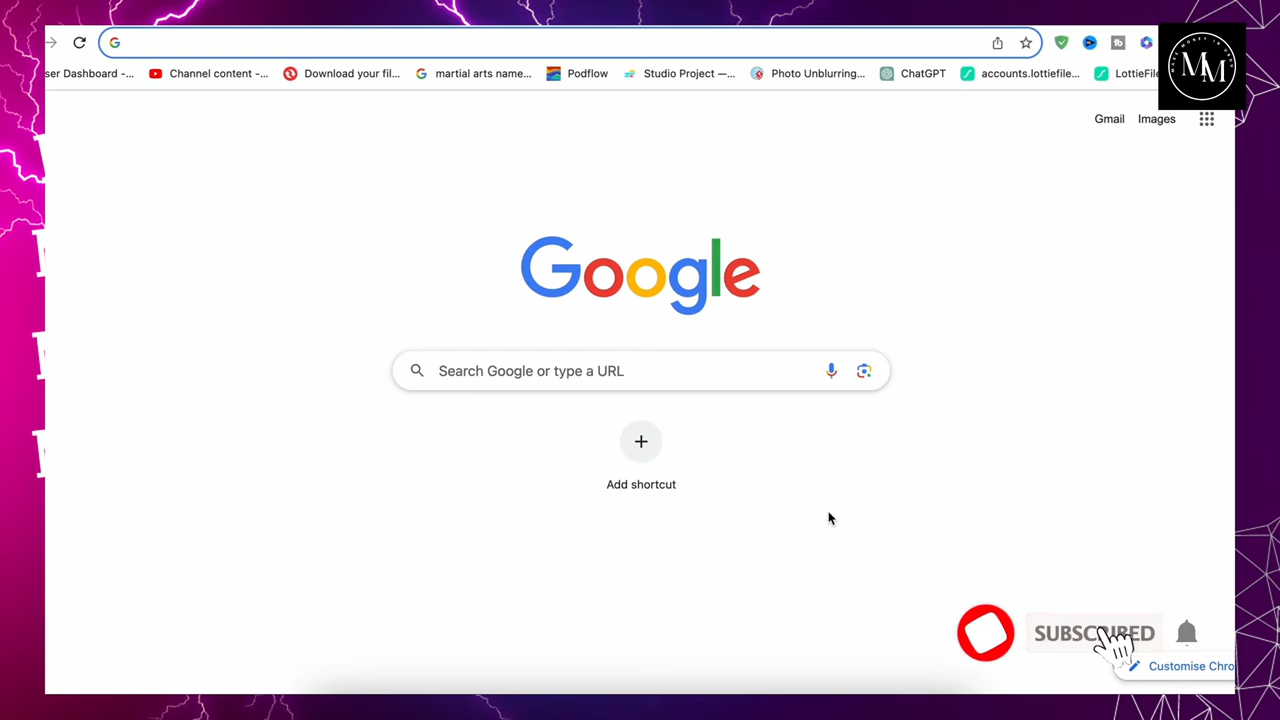 ser Dashboard -...
Channel content -...
Download your fil...
martial arts name...
Podflow
Studio Project —...
Photo Unblurring...
ChatGPT
accounts.lottiefile...
LottieFile
MM
Gmail
Images
Google
Search Google or type a URL
Add shortcut
SUBSCRIBED
Customise Chro